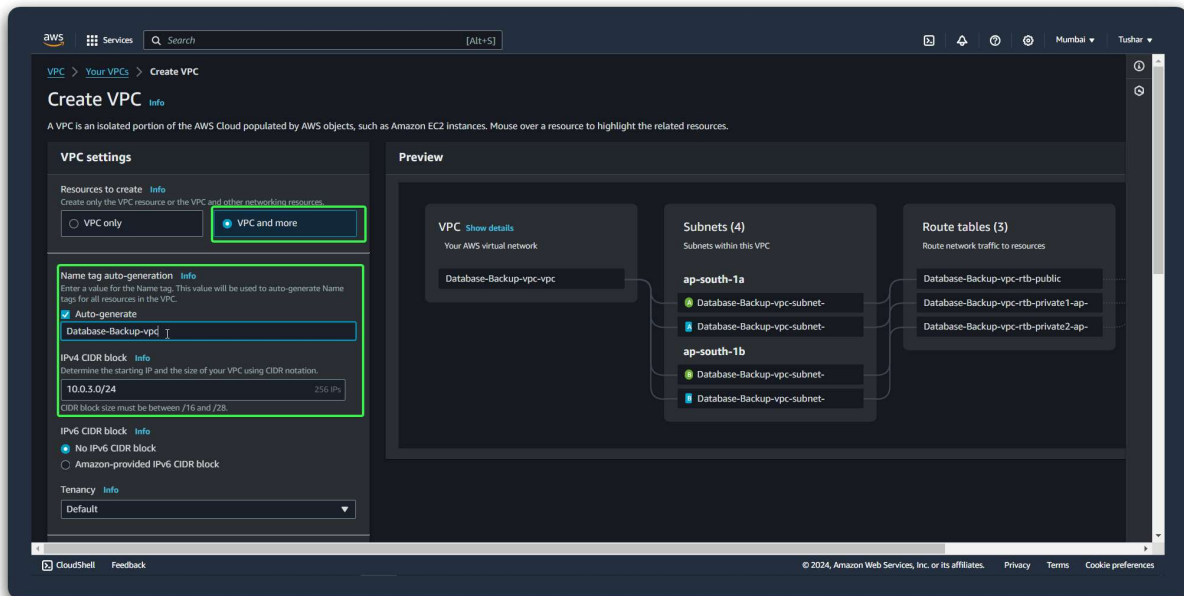 aws
Services
Search
[Alt+S]
Mumbai
Tushar
VPC > Your VPCs > Create VPC
Create VPC Info
A VPC is an isolated portion of the AWS Cloud populated by AWS objects, such as Amazon EC2 instances. Mouse over a resource to highlight the related resources.
VPC settings
Resources to create Info
Create only the VPC resource or the VPC and other networking resources.
VPC only
VPC and more
Name tag auto-generation Info
Enter a value for the Name tag. This value will be used to auto-generate Name
tags for all resources in the VPC.
Auto-generate
Database-Backup-vpc
IPv4 CIDR block Info
Determine the starting IP and the size of your VPC using CIDR notation.
10.0.3.0/24
256 IPs
CIDR block size must be between /16 and /28.
IPv6 CIDR block Info
No IPv6 CIDR block
Amazon-provided IPv6 CIDR block
Tenancy Info
Default
Preview
VPC Show details
Your AWS virtual network
Database-Backup-vpc-vpc
Subnets (4)
Subnets within this VPC
ap-south-1a
A Database-Backup-vpc-subnet-
A Database-Backup-vpc-subnet-
ap-south-1b
B Database-Backup-vpc-subnet-
B Database-Backup-vpc-subnet-
Route tables (3)
Route network traffic to resources
Database-Backup-vpc-rtb-public
Database-Backup-vpc-rtb-private1-ap-
Database-Backup-vpc-rtb-private2-ap-
CloudShell
Feedback
© 2024, Amazon Web Services, Inc. or its affiliates.
Privacy
Terms
Cookie preferences